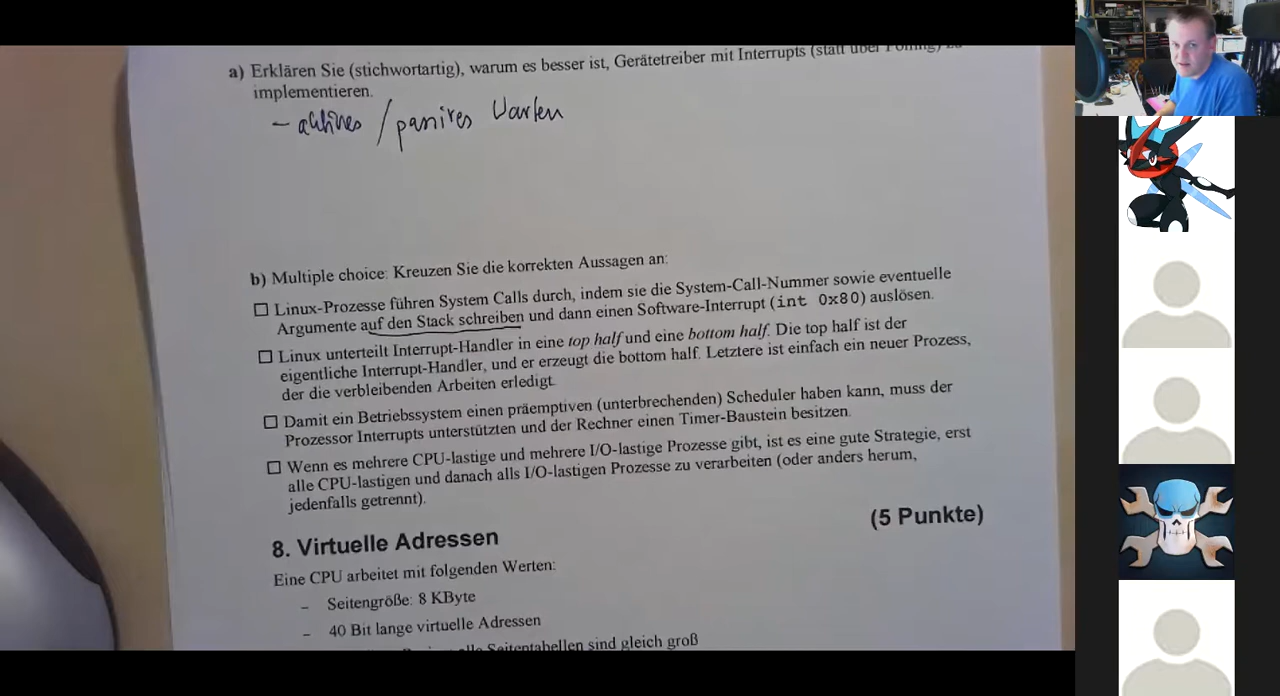 a) Erklären Sie (stichwortartig), warum es besser ist, Gerätetreiber mit Interrupts (statt über Polling) zu
implementieren.
– aktives / passives Warten
b) Multiple choice: Kreuzen Sie die korrekten Aussagen an:
Linux-Prozesse führen System Calls durch, indem sie die System-Call-Nummer sowie eventuelle
Argumente auf den Stack schreiben und dann einen Software-Interrupt (int 0x80) auslösen.
Linux unterteilt Interrupt-Handler in eine top half und eine bottom half. Die top half ist der
eigentliche Interrupt-Handler, und er erzeugt die bottom half. Letztere ist einfach ein neuer Prozess,
der die verbleibenden Arbeiten erledigt.
Damit ein Betriebssystem einen präemptiven (unterbrechenden) Scheduler haben kann, muss der
Prozessor Interrupts unterstützten und der Rechner einen Timer-Baustein besitzen.
Wenn es mehrere CPU-lastige und mehrere I/O-lastige Prozesse gibt, ist es eine gute Strategie, erst
alle CPU-lastigen und danach alls I/O-lastigen Prozesse zu verarbeiten (oder anders herum,
jedenfalls getrennt).
8. Virtuelle Adressen (5 Punkte)
Eine CPU arbeitet mit folgenden Werten:
– Seitengröße: 8 KByte
– 40 Bit lange virtuelle Adressen
alle Seitentabellen sind gleich groß